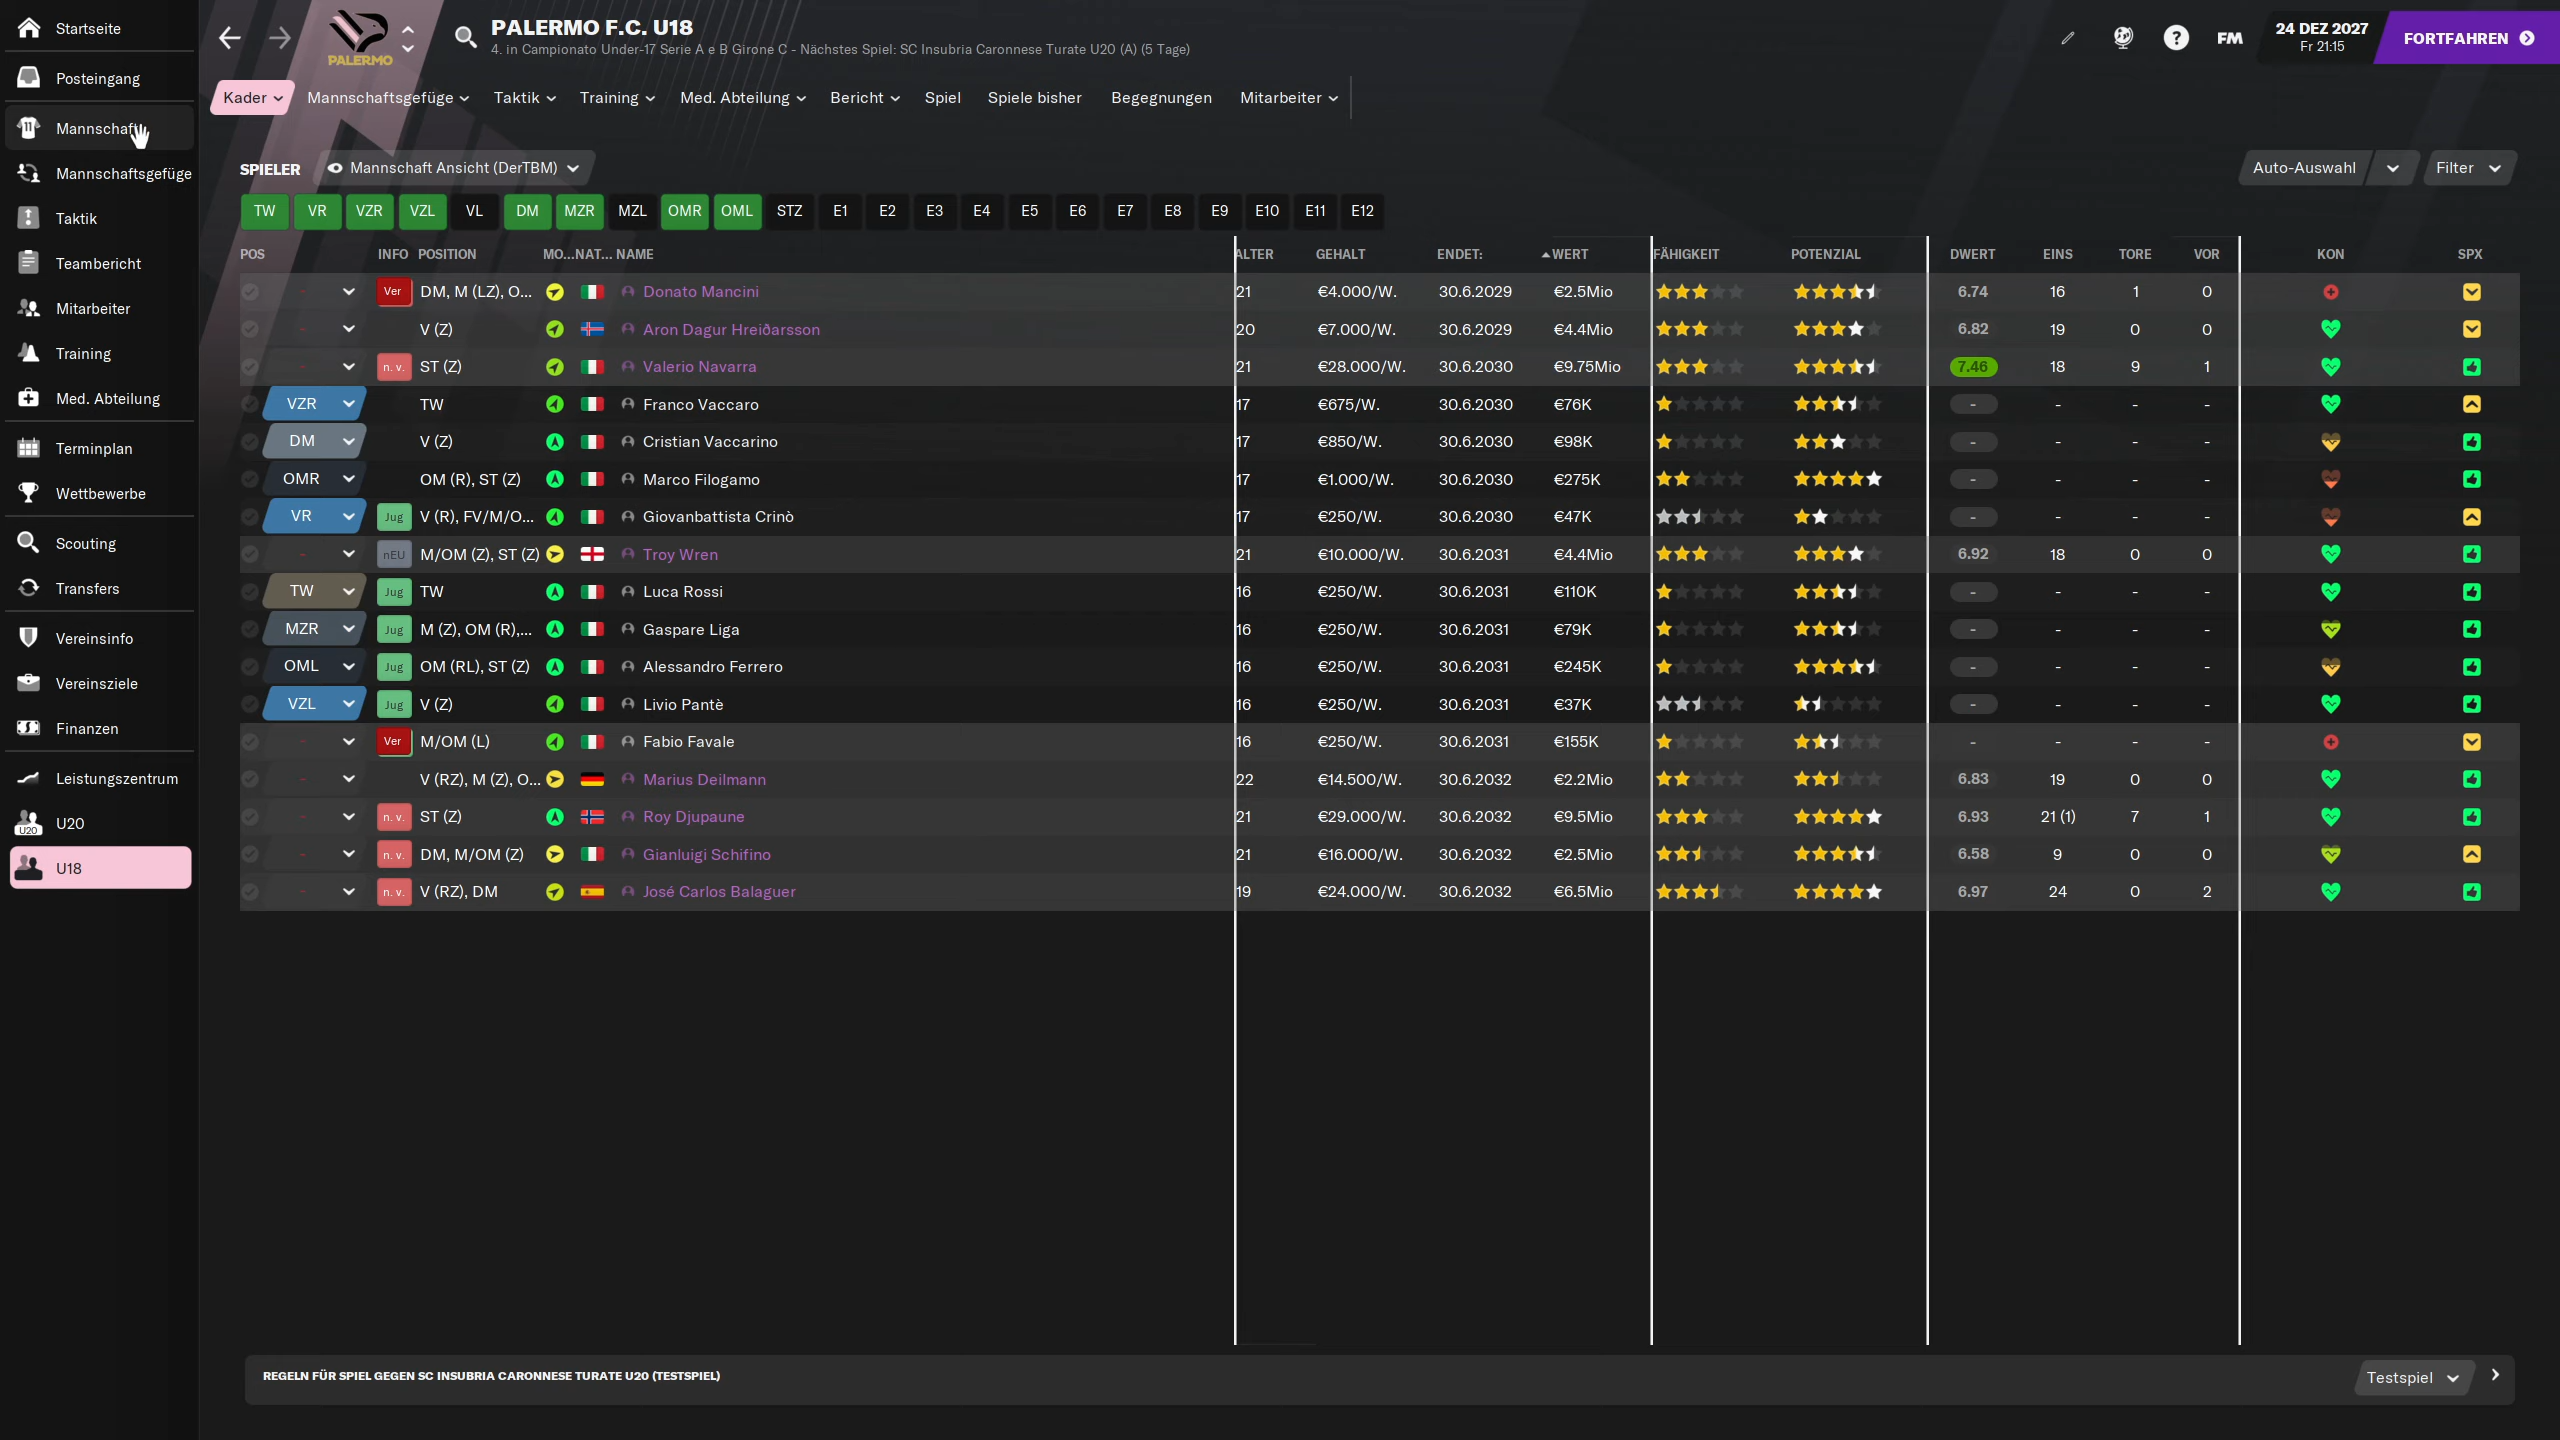 Startseite
Posteingang
Mannschaft
Mannschaftsgefüge
Taktik
Teambericht
Mitarbeiter
Training
Med. Abteilung
Terminplan
Wettbewerbe
Scouting
Transfers
Vereinsinfo
Vereinsziele
Finanzen
Leistungszentrum
U20 U20
U18
PALERMO
PALERMO F.C. U18
4. in Campionato Under-17 Serie A e B Girone C - Nächstes Spiel: SC Insubria Caronnese Turate U20 (A) (5 Tage)
FM
24 DEZ 2027
Fr 21:15
FORTFAHREN
Kader Mannschaftsgefüge Taktik Training Med. Abteilung Bericht Spiel Spiele bisher Begegnungen Mitarbeiter
SPIELER Mannschaft Ansicht (DerTBM) Auto-Auswahl Filter
TW VR VZR VZL VL DM MZR MZL OMR OML STZ E1 E2 E3 E4 E5 E6 E7 E8 E9 E10 E11 E12
POS INFO POSITION MO... NAT... NAME ALTER GEHALT ENDET: WERT FÄHIGKEIT POTENZIAL DWERT EINS TORE VOR KON SPX
- Ver DM, M (LZ), O... Donato Mancini 21 €4.000/W. 30.6.2029 €2.5Mio 6.74 16 1 0
- V (Z) Aron Dagur Hreiðarsson 20 €7.000/W. 30.6.2029 €4.4Mio 6.82 19 0 0
- n. v. ST (Z) Valerio Navarra 21 €28.000/W. 30.6.2030 €9.75Mio 7.46 18 9 1
VZR TW Franco Vaccaro 17 €675/W. 30.6.2030 €76K - - - -
DM V (Z) Cristian Vaccarino 17 €850/W. 30.6.2030 €98K - - - -
OMR OM (R), ST (Z) Marco Filogamo 17 €1.000/W. 30.6.2030 €275K - - - -
VR Jug V (R), FV/M/O... Giovanbattista Crinò 17 €250/W. 30.6.2030 €47K - - - -
- nEU M/OM (Z), ST (Z) Troy Wren 21 €10.000/W. 30.6.2031 €4.4Mio 6.92 18 0 0
TW Jug TW Luca Rossi 16 €250/W. 30.6.2031 €110K - - - -
MZR Jug M (Z), OM (R),... Gaspare Liga 16 €250/W. 30.6.2031 €79K - - - -
OML Jug OM (RL), ST (Z) Alessandro Ferrero 16 €250/W. 30.6.2031 €245K - - - -
VZL Jug V (Z) Livio Pantè 16 €250/W. 30.6.2031 €37K - - - -
- Ver M/OM (L) Fabio Favale 16 €250/W. 30.6.2031 €155K - - - -
- V (RZ), M (Z), O... Marius Deilmann 22 €14.500/W. 30.6.2032 €2.2Mio 6.83 19 0 0
- n. v. ST (Z) Roy Djupaune 21 €29.000/W. 30.6.2032 €9.5Mio 6.93 21 (1) 7 1
- n. v. DM, M/OM (Z) Gianluigi Schifino 21 €16.000/W. 30.6.2032 €2.5Mio 6.58 9 0 0
- n. v. V (RZ), DM José Carlos Balaguer 19 €24.000/W. 30.6.2032 €6.5Mio 6.97 24 0 2
REGELN FÜR SPIEL GEGEN SC INSUBRIA CARONNESE TURATE U20 (TESTSPIEL) Testspiel